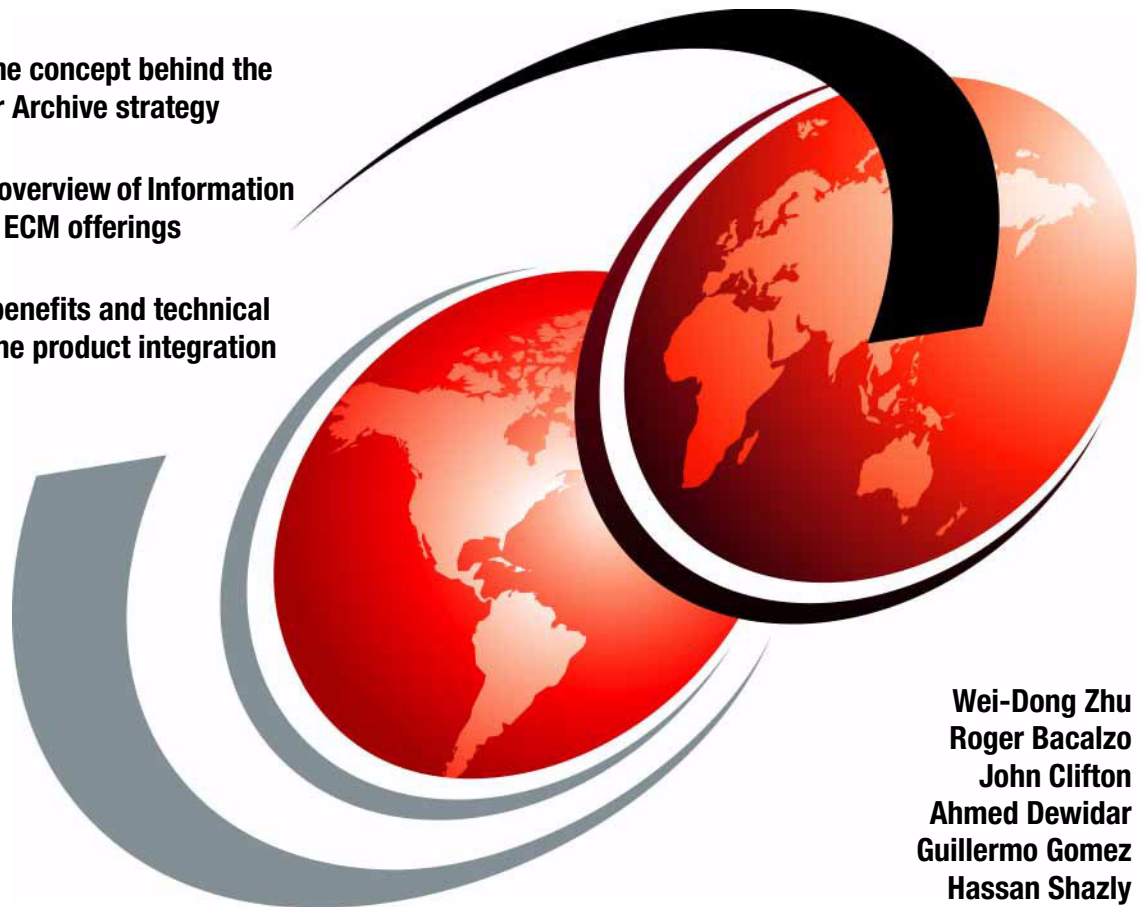 he concept behind the
r Archive strategy
overview of Information
ECM offerings
benefits and technical
he product integration
Wei-Dong Zhu
Roger Bacalzo
John Clifton
Ahmed Dewidar
Guillermo Gomez
Hassan Shazly